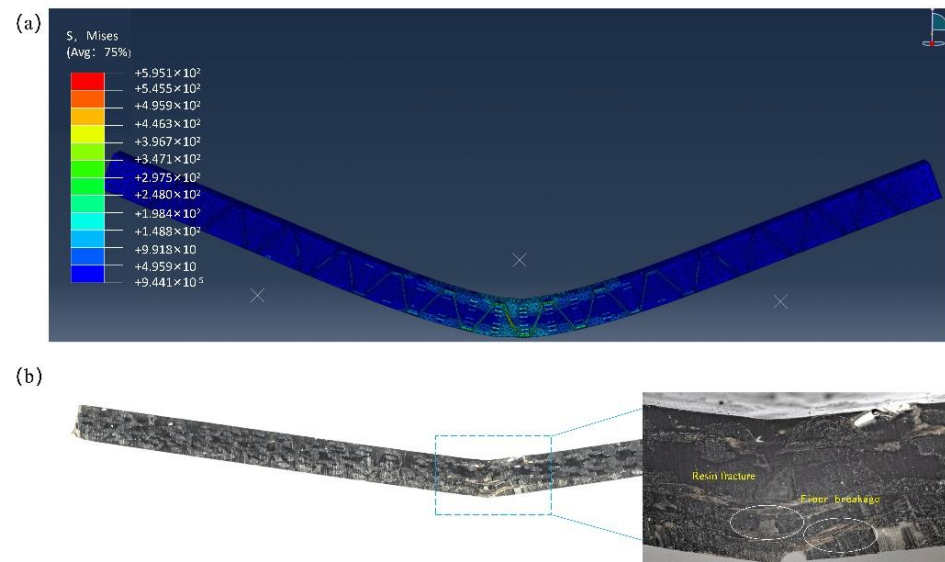 (a)
S, Mises
(Avg: 75%)
+5.951×10²
+5.455×10²
+4.959×10²
+4.463×10²
+3.967×10²
+3.471×10²
+2.975×10²
+2.480×10²
+1.984×10²
+1.488×10²
+9.918×10
+4.959×10
+9.441×10⁻⁵
(b)
Resin fracture
Fiber breakage